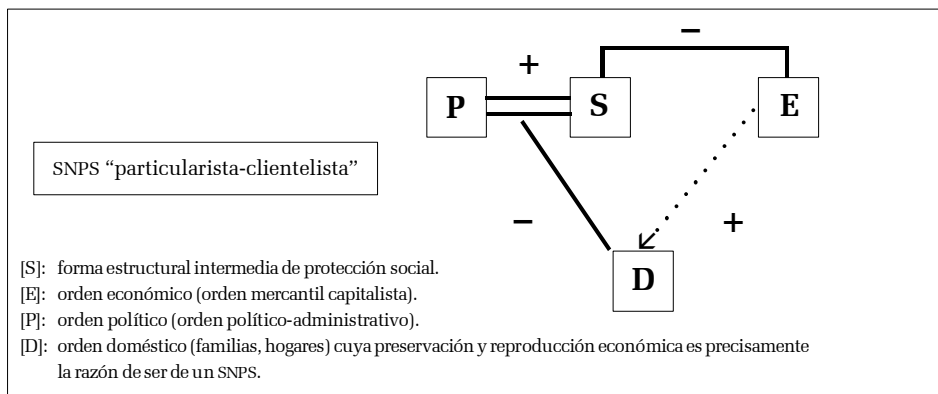 −
+
P
S
E
SNPS “particularista-clientelista”
−
+
D
[S]: forma estructural intermedia de protección social.
[E]: orden económico (orden mercantil capitalista).
[P]: orden político (orden político-administrativo).
[D]: orden doméstico (familias, hogares) cuya preservación y reproducción económica es precisamente
la razón de ser de un SNPS.